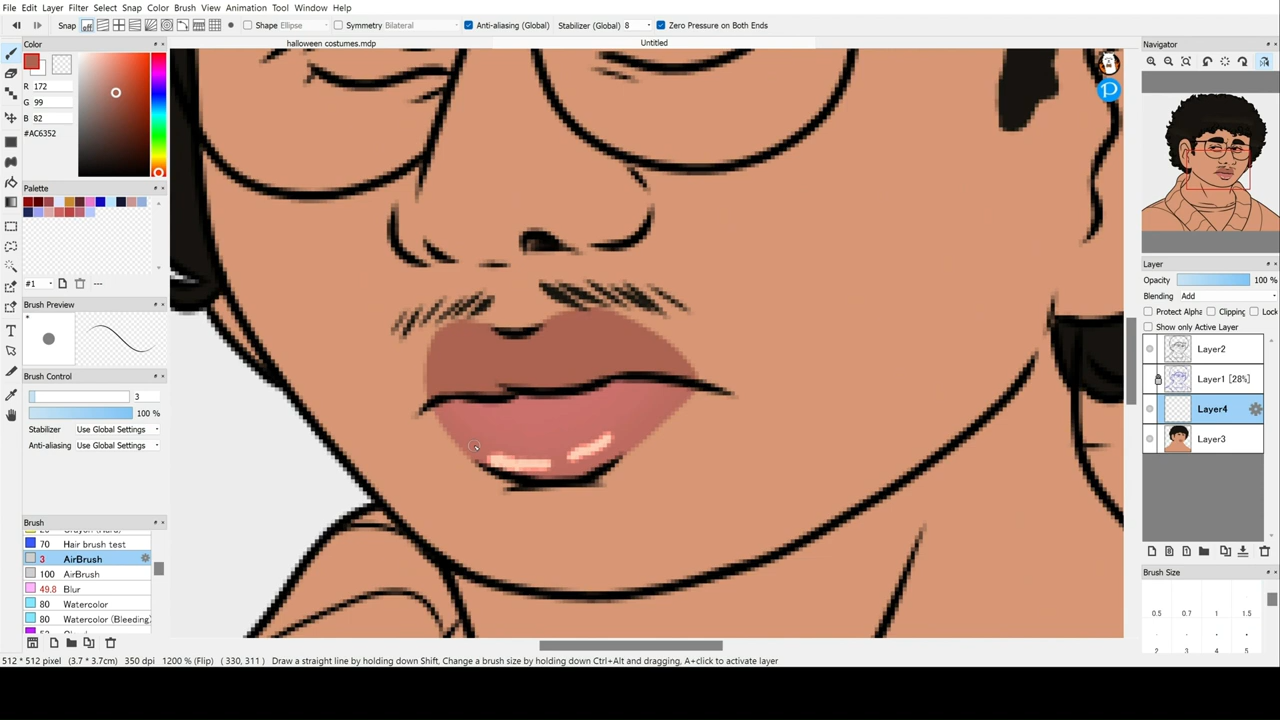 File Edit Layer Filter Select Snap Color Brush View Animation Tool Window Help
Snap off Shape Ellipse Symmetry Bilateral Anti-aliasing (Global) Stabilizer (Global) 8 Zero Pressure on Both Ends
halloween costumes.mdp Untitled
Color
R 172
G 99
B 82
#AC6352
Palette
#1 ---
Brush Preview
*
Brush Control
3
100 %
Stabilizer Use Global Settings
Anti-aliasing Use Global Settings
Brush
70 Hair brush test
3 AirBrush
100 AirBrush
49.8 Blur
80 Watercolor
80 Watercolor (Bleeding)
512 * 512 pixel (3.7 * 3.7cm) 350 dpi 1200 % (Flip) ( 330, 311 ) Draw a straight line by holding down Shift, Change a brush size by holding down Ctrl+Alt and dragging, A+click to activate layer
Navigator
Layer
Opacity 100 %
Blending Add
Protect Alpha Clipping Lock
Show only Active Layer
Layer2
Layer1 [28%]
Layer4
Layer3
Brush Size
0.5 0.7 1 1.5
2 3 4 5